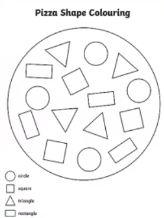 Pizza Shape Colouring
circle
square
triangle
rectangle